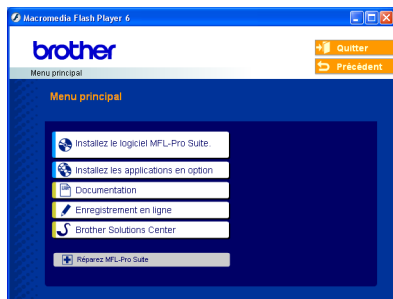 Macromedia Flash Player 6
brother
Quitter
Précédent
Menu principal
Menu principal
Installez le logiciel MFL-Pro Suite.
Installez les applications en option
Documentation
Enregistrement en ligne
Brother Solutions Center
Réparez MFL-Pro Suite